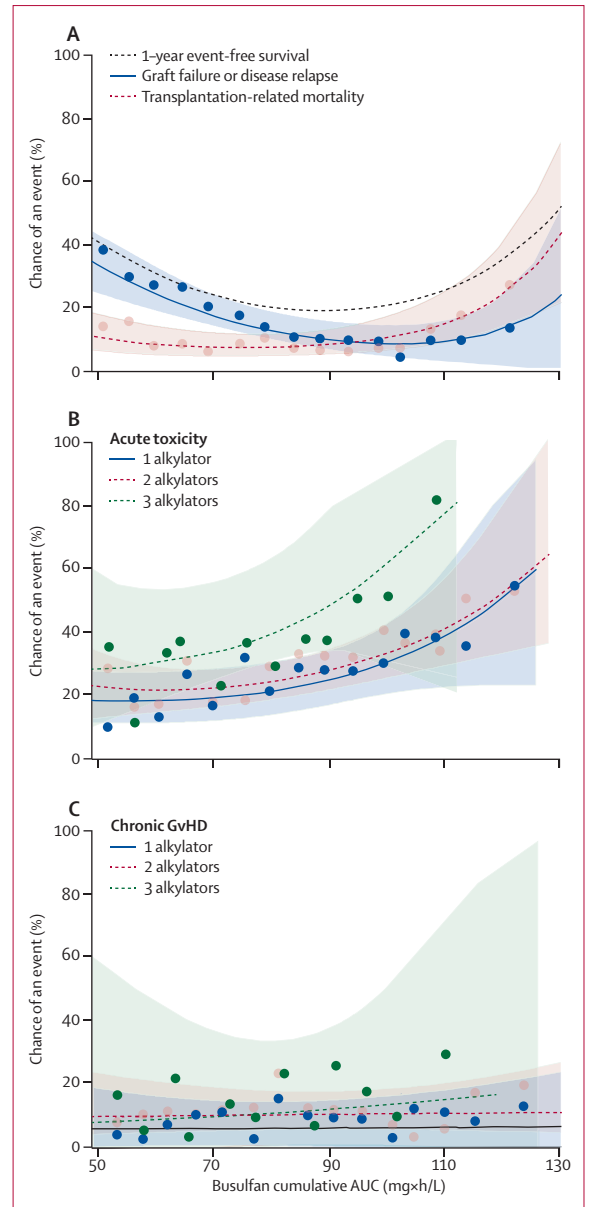 A
100
80
60
40
20
0
Chance of an event (%)
1–year event-free survival
Graft failure or disease relapse
Transplantation-related mortality
B
100
80
60
40
20
0
Chance of an event (%)
Acute toxicity
1 alkylator
2 alkylators
3 alkylators
C
100
80
60
40
20
0
Chance of an event (%)
Chronic GvHD
1 alkylator
2 alkylators
3 alkylators
50 70 90 110 130
Busulfan cumulative AUC (mg×h/L)